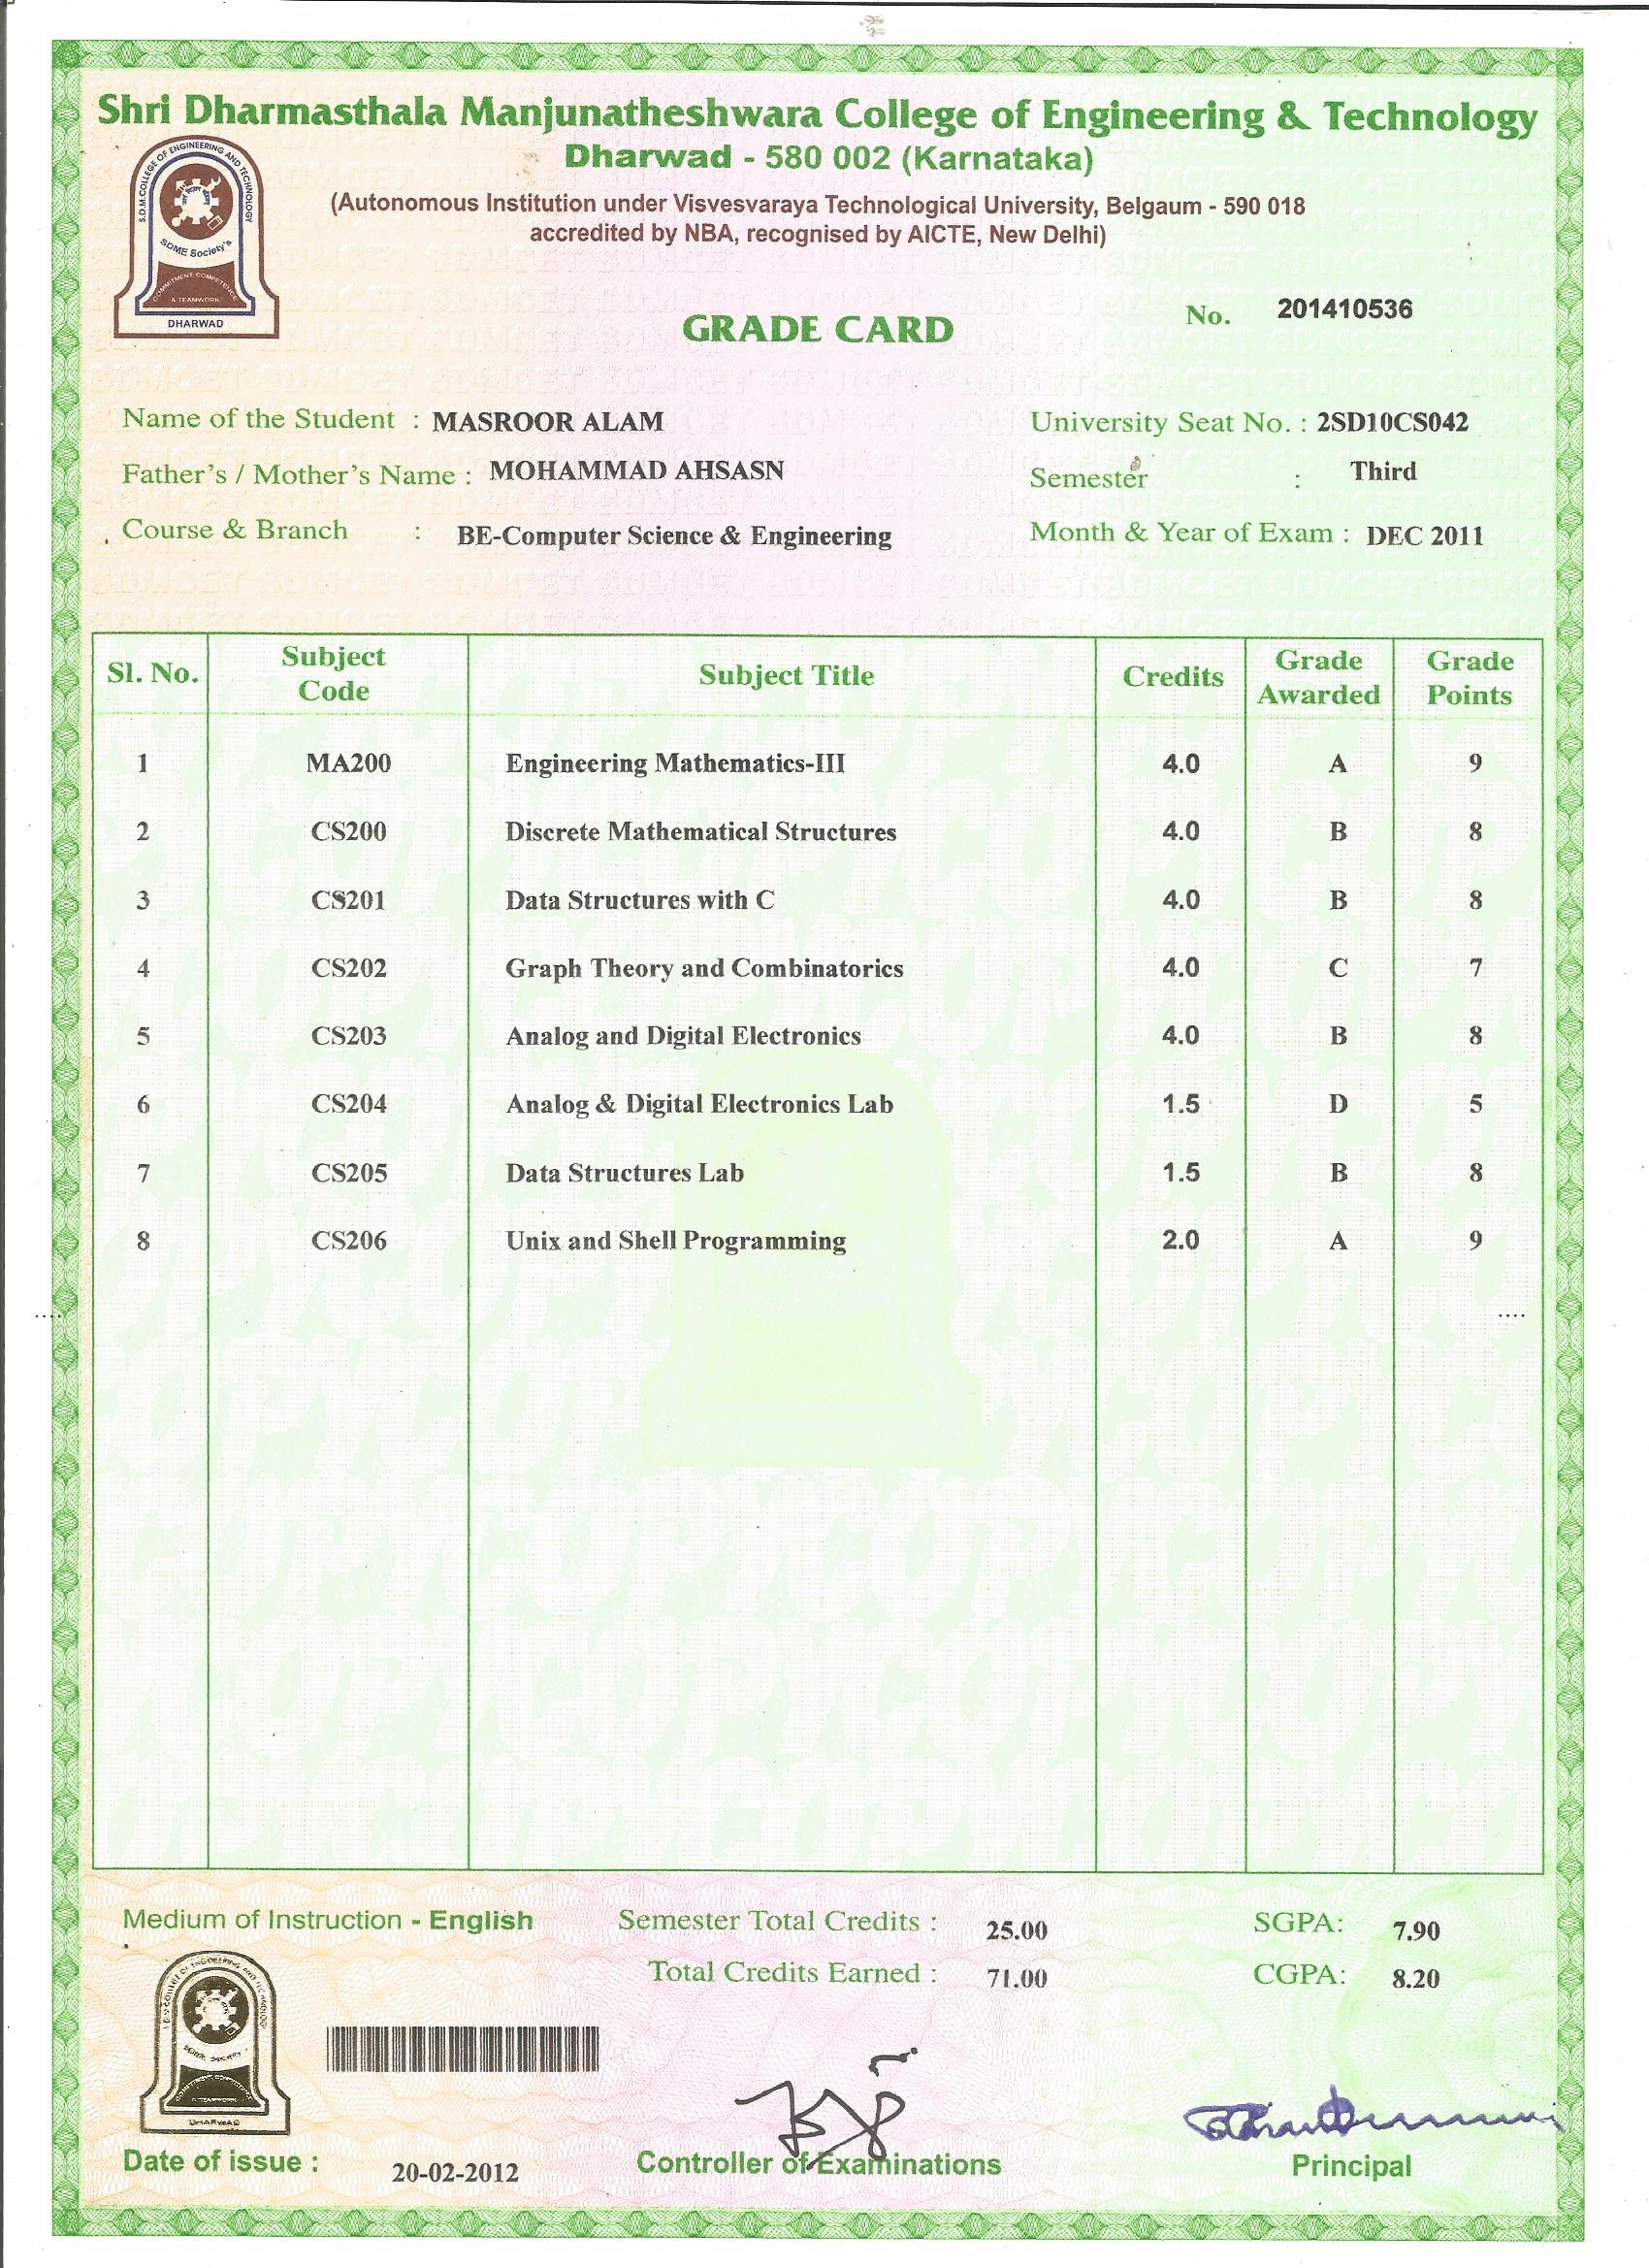 Shri Dharmasthala Manjunatheshwara College of Engineering & Technology
Dharwad - 580 002 (Karnataka)
(Autonomous Institution under Visvesvaraya Technological University, Belgaum - 590 018
accredited by NBA, recognised by AICTE, New Delhi)
S.D.M.COLLEGE OF ENGINEERING AND TECHNOLOGY
SDME Society's
COMMITMENT, COMPETENCE
& TEAMWORK
DHARWAD
GRADE CARD
No. 201410536
Name of the Student : MASROOR ALAM University Seat No. : 2SD10CS042
Father's / Mother's Name : MOHAMMAD AHSASN Semester : Third
Course & Branch : BE-Computer Science & Engineering Month & Year of Exam : DEC 2011
Sl. No. Subject Code Subject Title Credits Grade Awarded Grade Points
1 MA200 Engineering Mathematics-III 4.0 A 9
2 CS200 Discrete Mathematical Structures 4.0 B 8
3 CS201 Data Structures with C 4.0 B 8
4 CS202 Graph Theory and Combinatorics 4.0 C 7
5 CS203 Analog and Digital Electronics 4.0 B 8
6 CS204 Analog & Digital Electronics Lab 1.5 D 5
7 CS205 Data Structures Lab 1.5 B 8
8 CS206 Unix and Shell Programming 2.0 A 9
Medium of Instruction - English Semester Total Credits : 25.00 SGPA: 7.90
Total Credits Earned : 71.00 CGPA: 8.20
DHARWAD
Date of issue : 20-02-2012 Controller of Examinations Principal